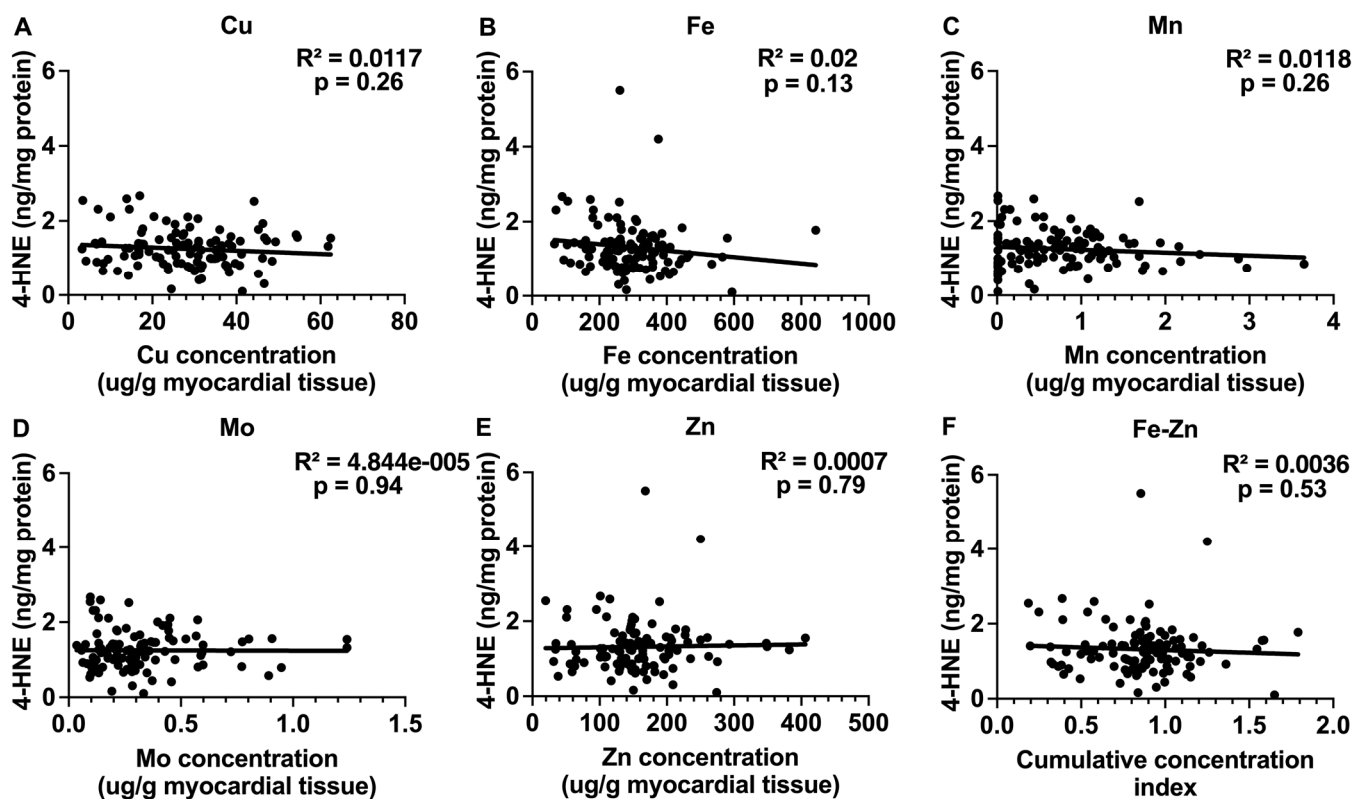 A
Cu
R² = 0.0117
p = 0.26
4-HNE (ng/mg protein)
6
4
2
0
0 20 40 60 80
Cu concentration
(ug/g myocardial tissue)
B
Fe
R² = 0.02
p = 0.13
4-HNE (ng/mg protein)
6
4
2
0
0 200 400 600 800 1000
Fe concentration
(ug/g myocardial tissue)
C
Mn
R² = 0.0118
p = 0.26
4-HNE (ng/mg protein)
6
4
2
0
0 1 2 3 4
Mn concentration
(ug/g myocardial tissue)
D
Mo
R² = 4.844e-005
p = 0.94
4-HNE (ng/mg protein)
6
4
2
0
0.0 0.5 1.0 1.5
Mo concentration
(ug/g myocardial tissue)
E
Zn
R² = 0.0007
p = 0.79
4-HNE (ng/mg protein)
6
4
2
0
0 100 200 300 400 500
Zn concentration
(ug/g myocardial tissue)
F
Fe-Zn
R² = 0.0036
p = 0.53
4-HNE (ng/mg protein)
6
4
2
0
0.0 0.5 1.0 1.5 2.0
Cumulative concentration
index